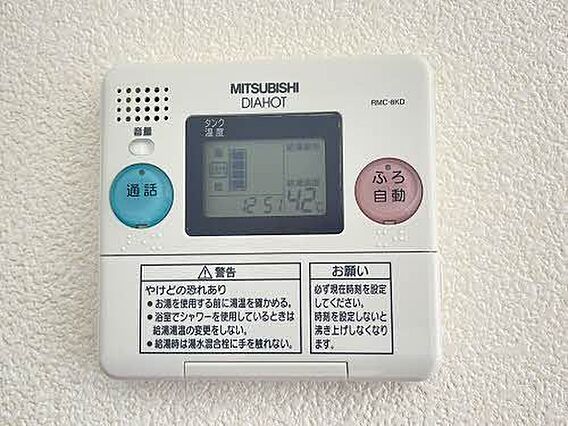 MITSUBISHI
DIAHOT
RMC-6KD
音量
タンク
温度
通話
ふろ
自動
12:51
42℃
警告
やけどの恐れあり
●お湯を使用する前に湯温を確かめる。
●浴室でシャワーを使用しているときは
給湯温度の変更をしない。
●給湯時は湯水混合栓に手を触れない。
お願い
必ず現在時刻を設定
してください。
時刻を設定しないと
沸き上げしなくなり
ます。